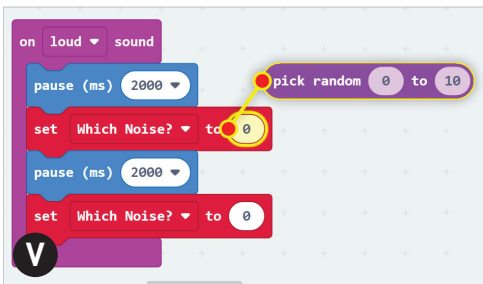 on loud sound
pick random 0 to 10
pause (ms) 2000
set Which Noise? to 0
pause (ms) 2000
set Which Noise? to 0
V